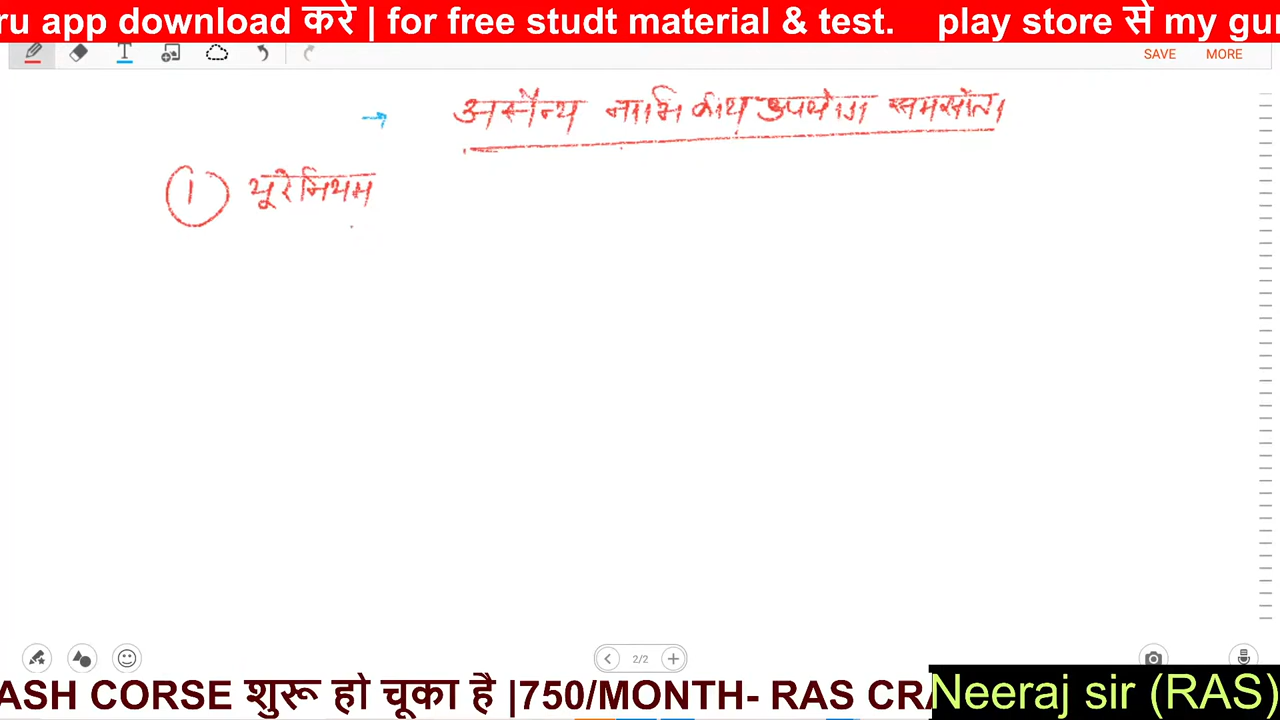 ru app download करे | for free studt material & test. play store से my gu
SAVE MORE
→ असैन्य नाभिकीय उपयोग समझौता
① यूरेनियम
2/2
ASH CORSE शुरू हो चूका है |750/MONTH- RAS CRA
Neeraj sir (RAS)